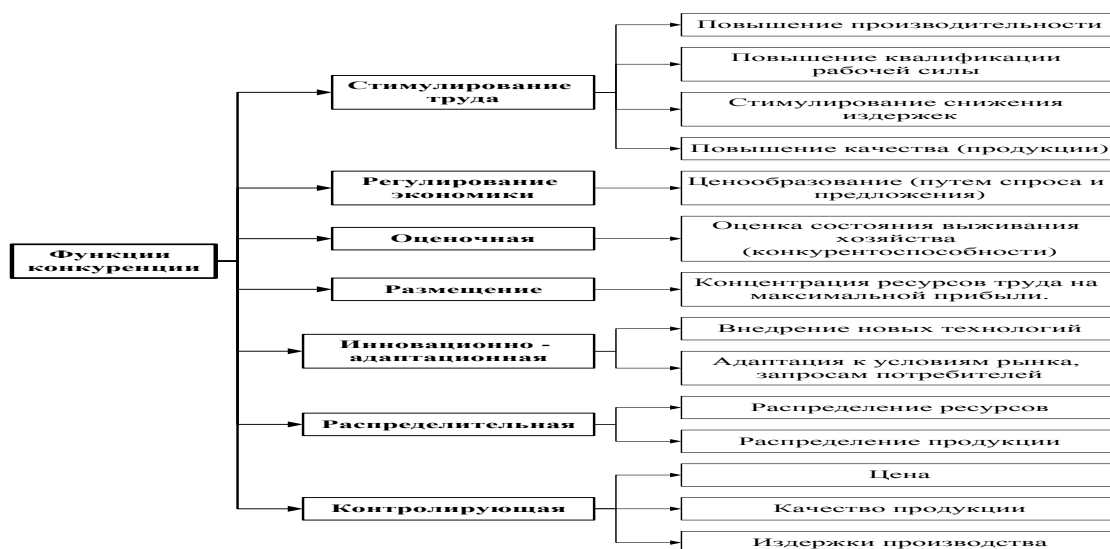 Функции
конкуренции
Стимулирование
труда
Повышение производительности
Повышение квалификации
рабочей силы
Стимулирование снижения
издержек
Повышение качества (продукции)
Регулирование
экономики
Ценообразование (путем спроса и
предложения)
Оценочная
Оценка состояния выживания
хозяйства
(конкурентоспособности)
Размещение
Концентрация ресурсов труда на
максимальной прибыли.
Инновационно -
адаптационная
Внедрение новых технологий
Адаптация к условиям рынка,
запросам потребителей
Распределительная
Распределение ресурсов
Распределение продукции
Контролирующая
Цена
Качество продукции
Издержки производства